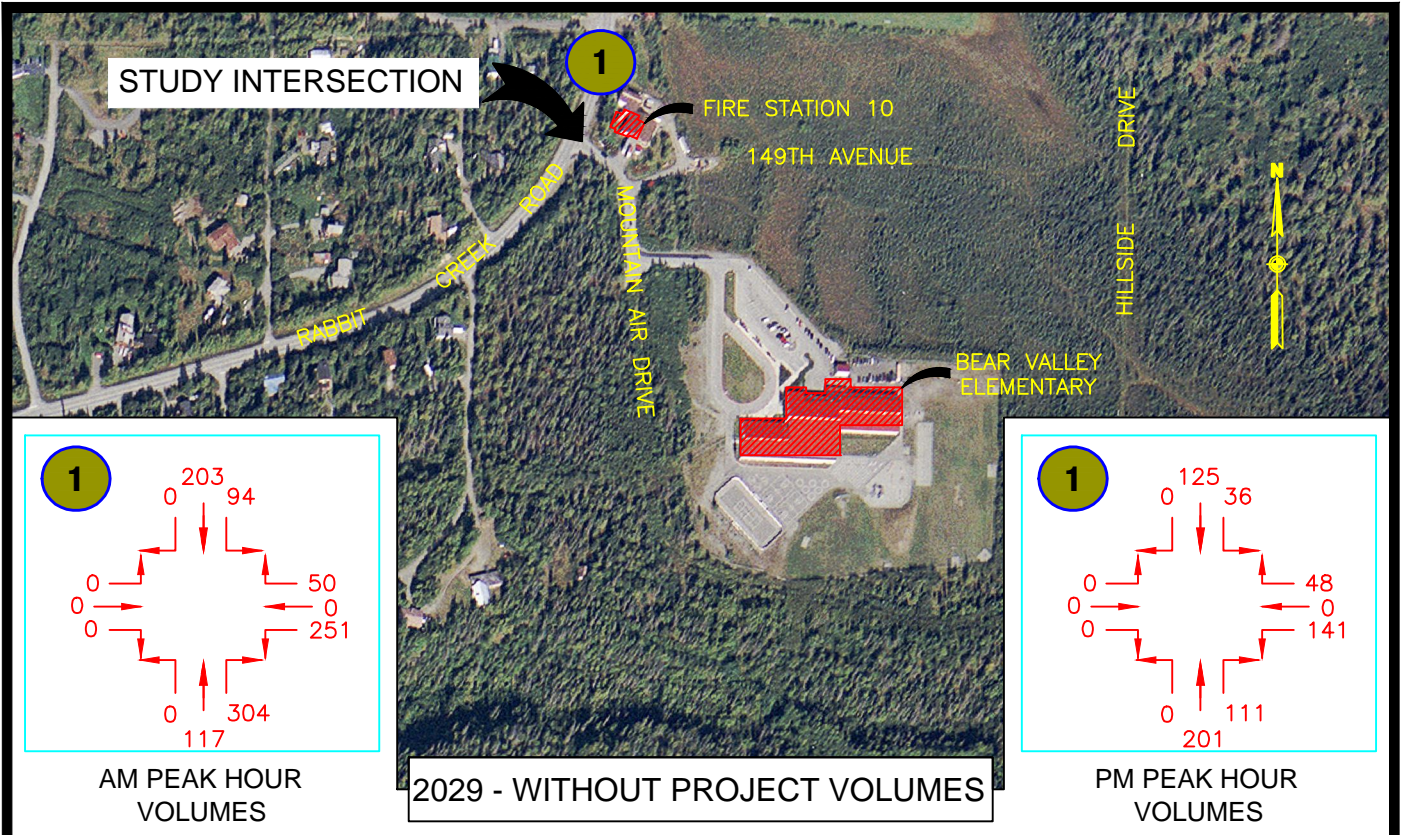 1
STUDY INTERSECTION
FIRE STATION 10
149TH AVENUE
HILLSIDE DRIVE
N
RABBIT CREEK ROAD
MOUNTAIN AIR DRIVE
BEAR VALLEY
ELEMENTARY
1
0 203 94
0 50
0 0
0 251
0 304
117
AM PEAK HOUR
VOLUMES
2029 - WITHOUT PROJECT VOLUMES
1
0 125 36
0 48
0 0
0 141
0 111
201
PM PEAK HOUR
VOLUMES